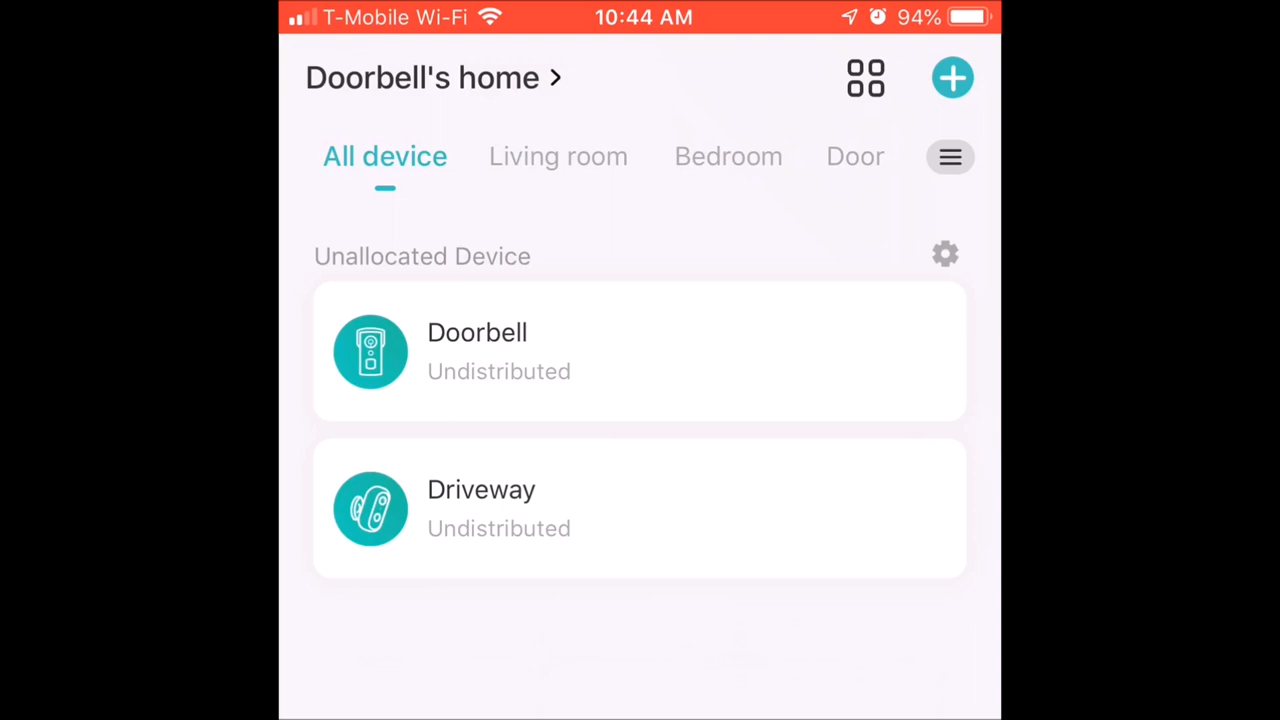 T-Mobile Wi-Fi 10:44 AM 94%
Doorbell's home >
All device Living room Bedroom Door
Unallocated Device
Doorbell
Undistributed
Driveway
Undistributed